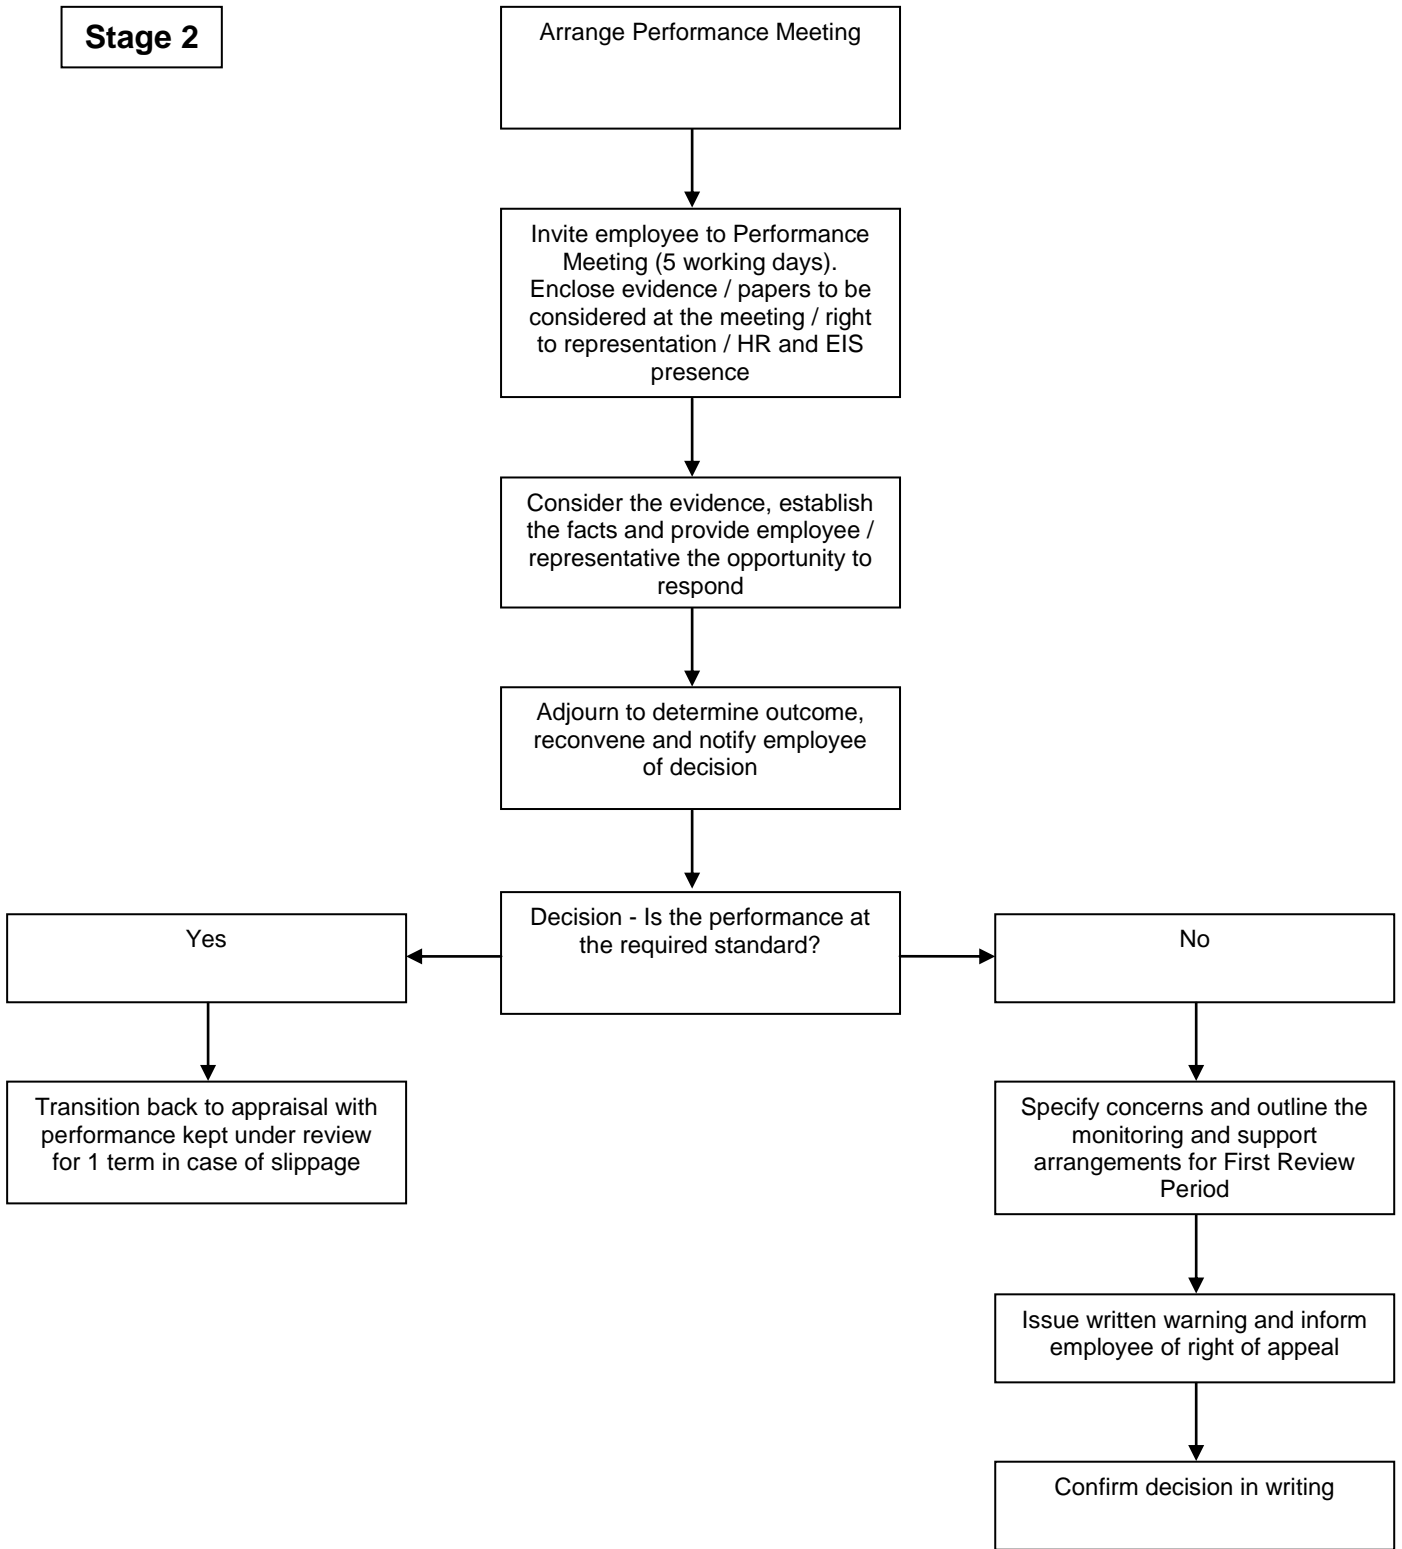 Stage 2
Arrange Performance Meeting
Invite employee to Performance
Meeting (5 working days).
Enclose evidence / papers to be
considered at the meeting / right
to representation / HR and EIS
presence
Consider the evidence, establish
the facts and provide employee /
representative the opportunity to
respond
Adjourn to determine outcome,
reconvene and notify employee
of decision
Decision - Is the performance at
the required standard?
Yes
No
Transition back to appraisal with
performance kept under review
for 1 term in case of slippage
Specify concerns and outline the
monitoring and support
arrangements for First Review
Period
Issue written warning and inform
employee of right of appeal
Confirm decision in writing